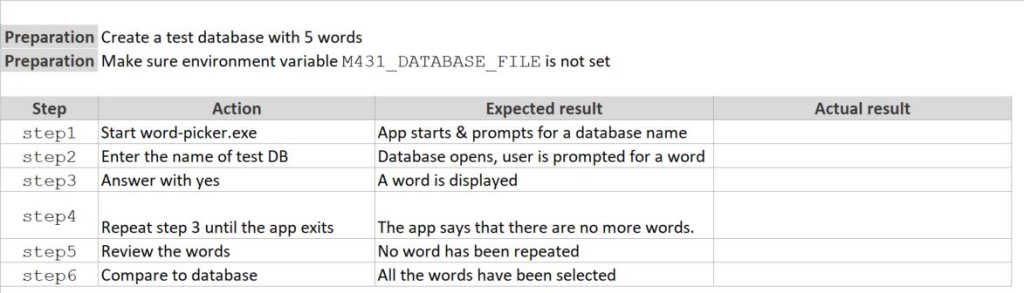 Preparation Create a test database with 5 words
Preparation Make sure environment variable M431_DATABASE_FILE is not set
Step Action Expected result Actual result
step1 Start word-picker.exe App starts & prompts for a database name
step2 Enter the name of test DB Database opens, user is prompted for a word
step3 Answer with yes A word is displayed
step4 Repeat step 3 until the app exits The app says that there are no more words.
step5 Review the words No word has been repeated
step6 Compare to database All the words have been selected